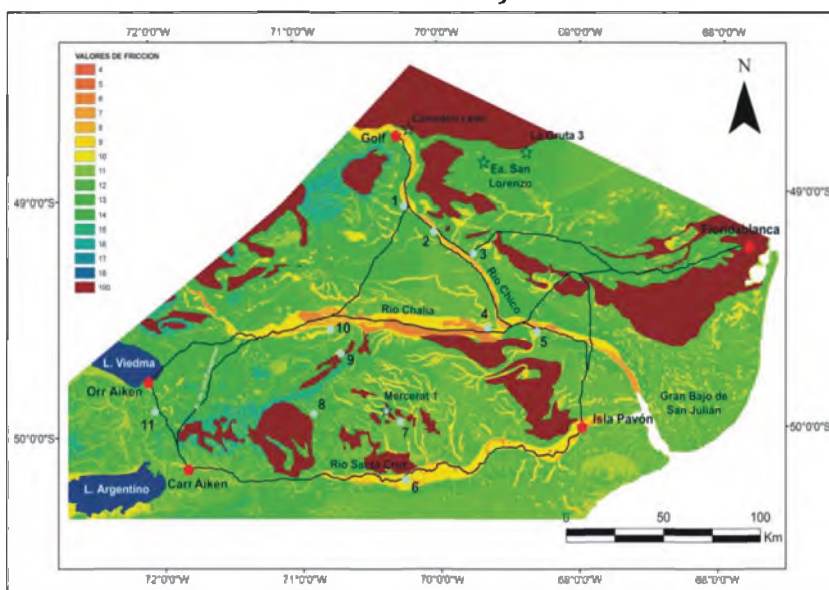 72°0'0"W 71°0'0"W 70°0'0"W 69°0'0"W 68°0'0"W
VALORES DE FRICCION
4
5
6
7
8
9
10
11
12
13
14
15
16
17
18
100
N
Golf
La Gruta 3
Ea. San
Lorenzo
49°0'0"S
49°0'0"S
1
2
3
Floridablanca
Rio Chico
Rio Chalia
4
5
10
9
L. Viedma
Orr Aiken
11
8
Mercerat 1
7
Gran Bajo de
San Julián
Isla Pavón
50°0'0"S
50°0'0"S
Rio Santa Cruz
6
L. Argentino
Carr Aiken
0 50 100
Km
72°0'0"W 71°0'0"W 70°0'0"W 69°0'0"W 68°0'0"W